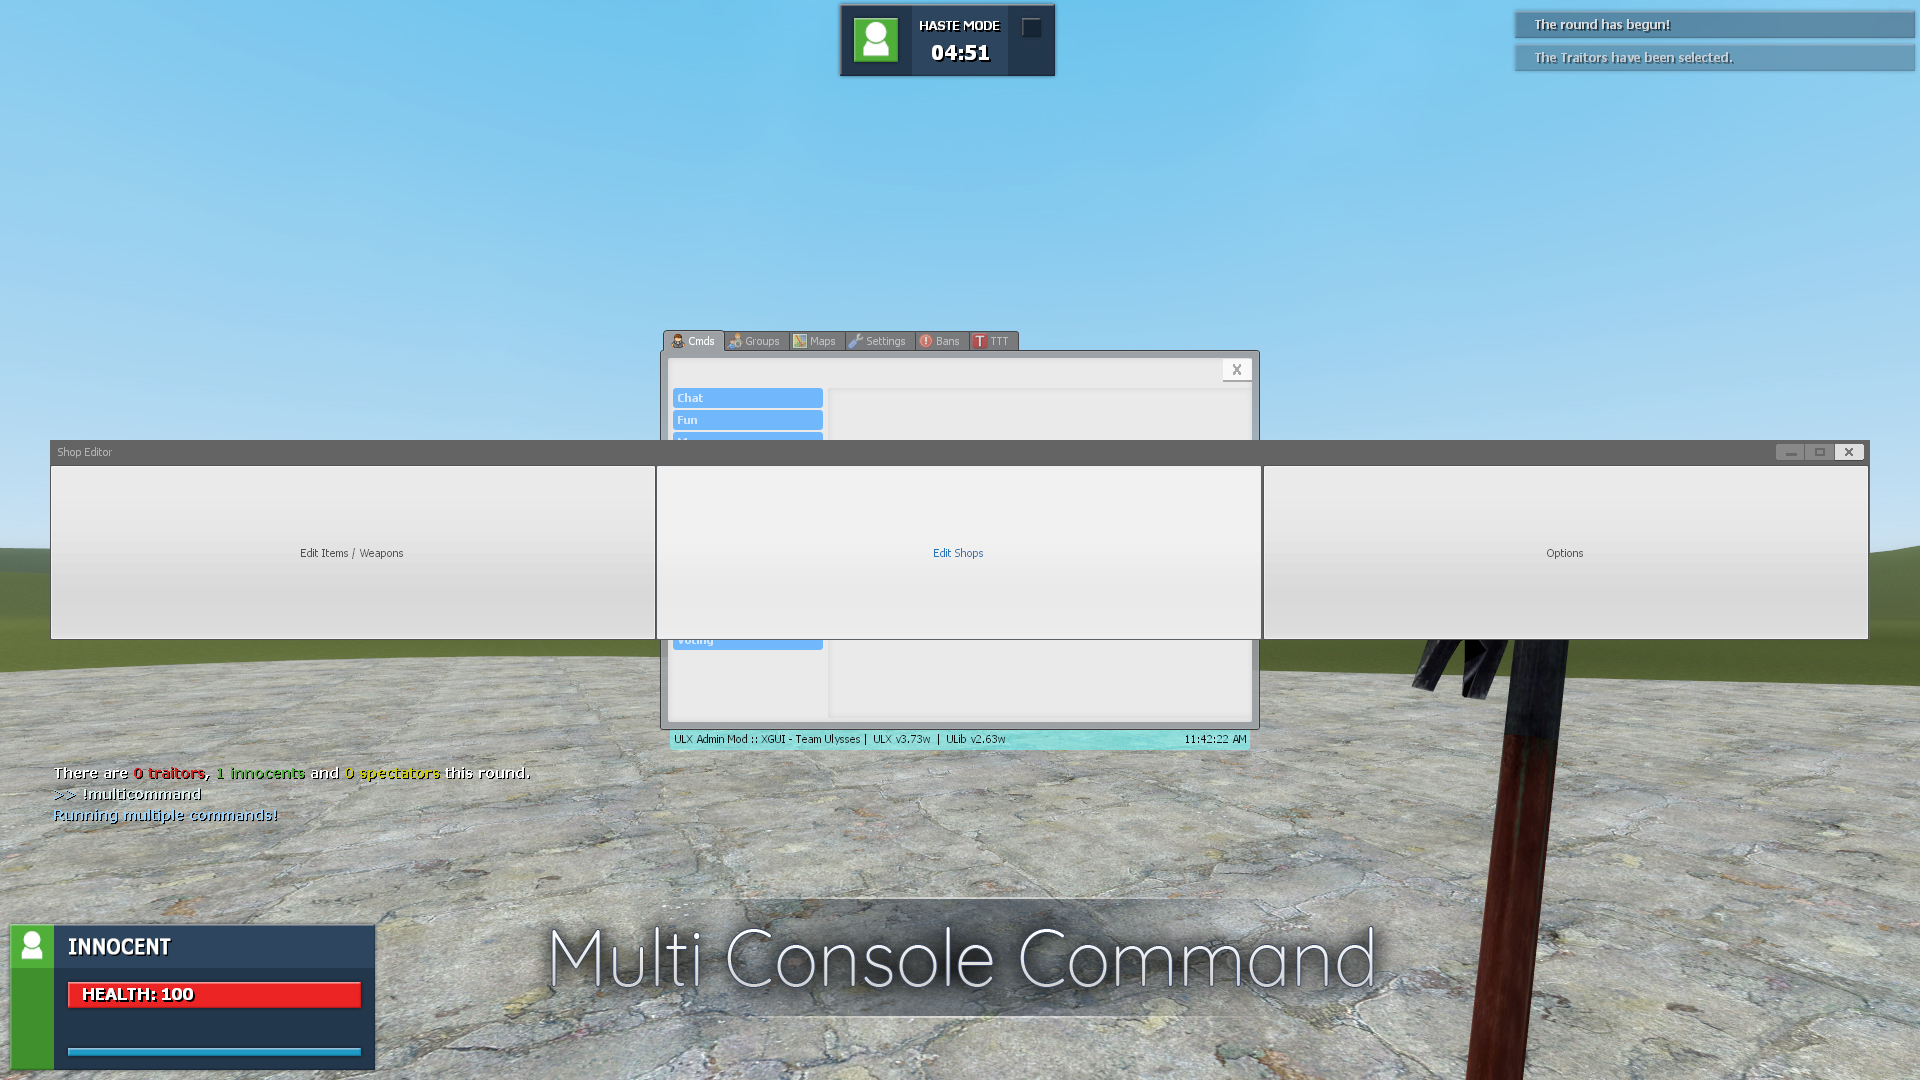 HASTE MODE
04:51
The round has begun!
The Traitors have been selected.
Cmds Groups Maps Settings Bans T TTT
X
Chat
Fun
Shop Editor
Edit Items / Weapons Edit Shops Options
Voting
ULX Admin Mod :: XGUI - Team Ulysses | ULX v3.73w | ULib v2.63w 11:42:22 AM
There are 0 traitors, 1 innocents and 0 spectators this round.
>> !multicommand
Running multiple commands!
INNOCENT
HEALTH: 100
Multi Console Command